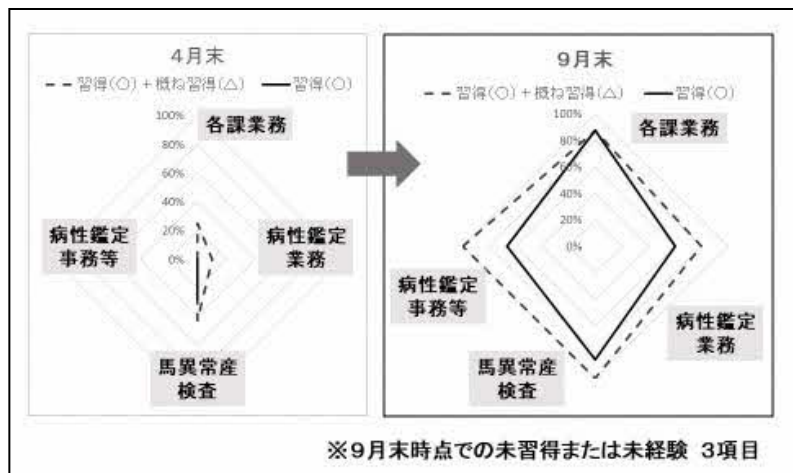 4月末
習得(○)+概ね習得(△) 習得(○)
100%
80%
60%
40%
20%
0%
各課業務
病性鑑定
業務
馬異常産
検査
病性鑑定
事務等
9月末
習得(○)+概ね習得(△) 習得(○)
100%
80%
60%
40%
20%
0%
各課業務
病性鑑定
業務
馬異常産
検査
病性鑑定
事務等
※9月末時点での未習得または未経験 3項目